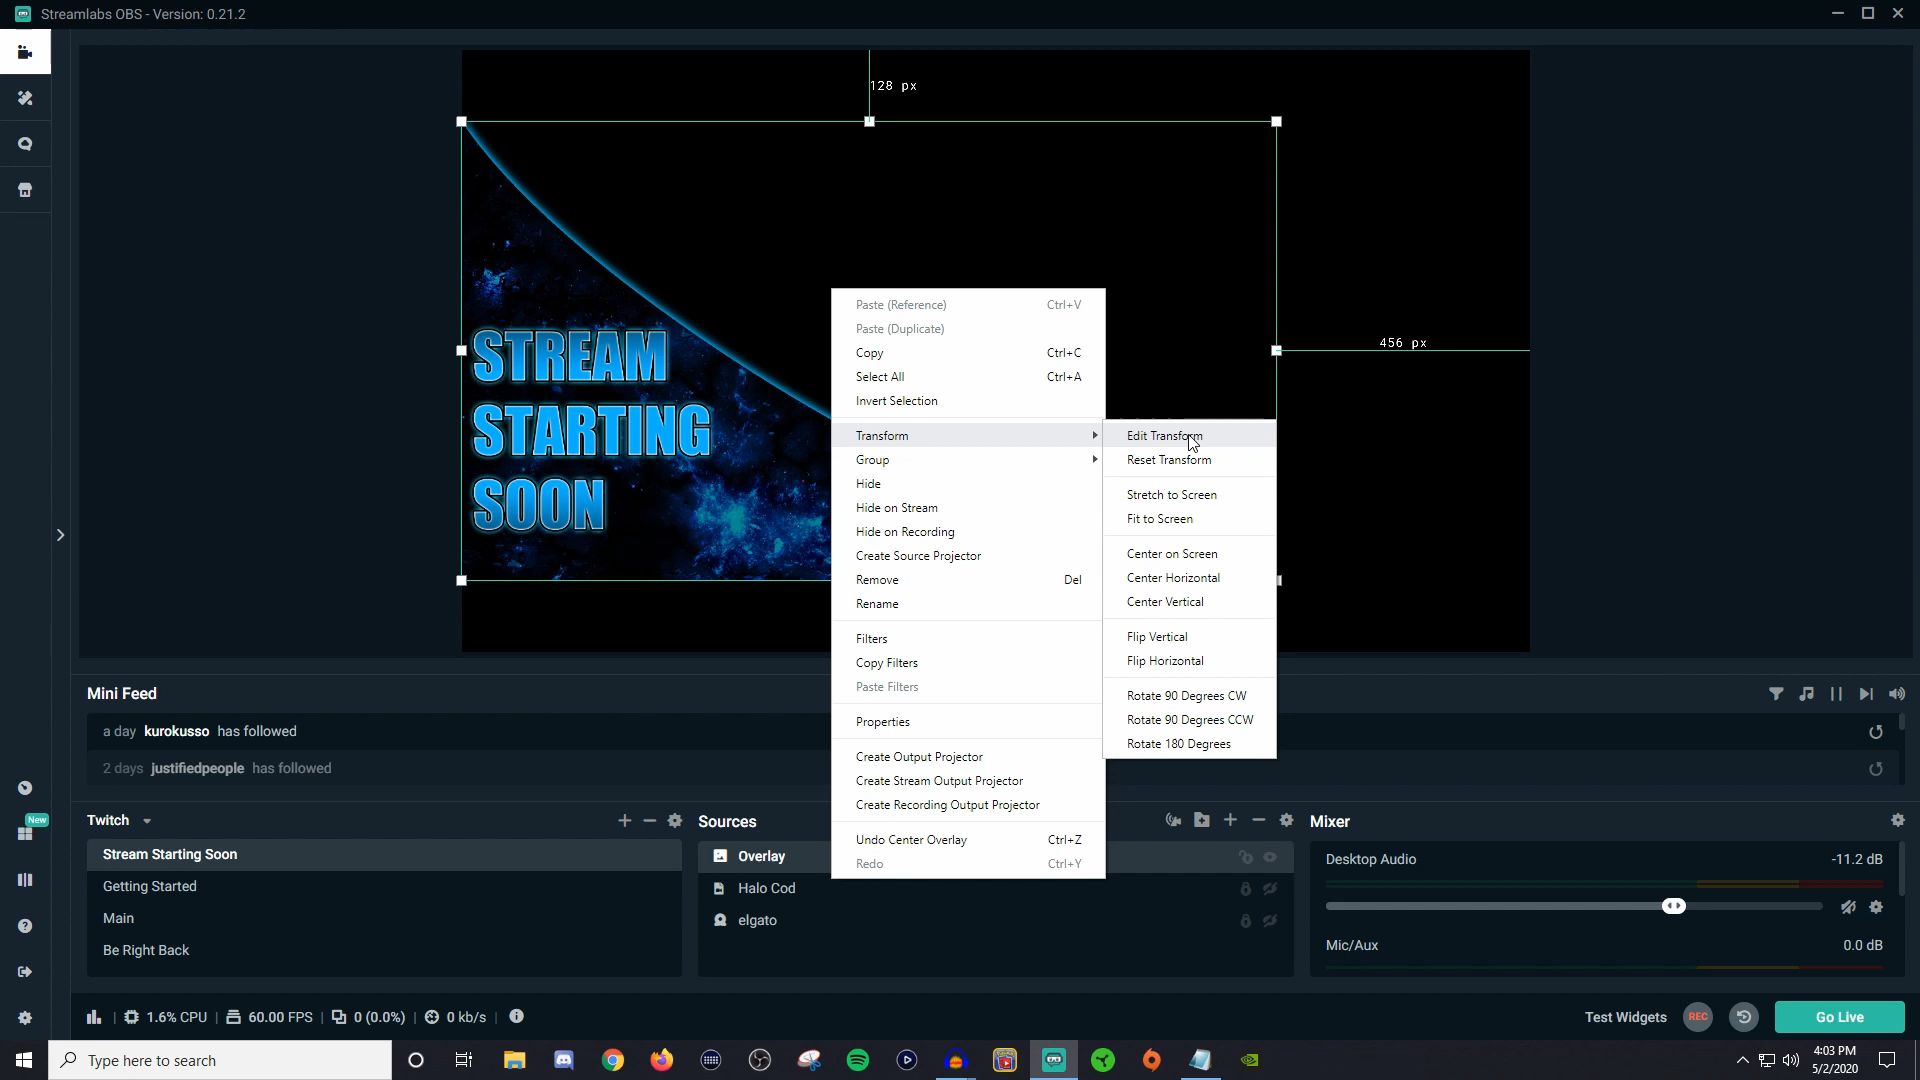 Streamlabs OBS - Version: 0.21.2
128 px
456 px
STREAM
STARTING
SOON
Paste (Reference) Ctrl+V
Paste (Duplicate)
Copy Ctrl+C
Select All Ctrl+A
Invert Selection
Transform
Group
Hide
Hide on Stream
Hide on Recording
Create Source Projector
Remove Del
Rename
Filters
Copy Filters
Paste Filters
Properties
Create Output Projector
Create Stream Output Projector
Create Recording Output Projector
Undo Center Overlay Ctrl+Z
Redo Ctrl+Y
Edit Transform
Reset Transform
Stretch to Screen
Fit to Screen
Center on Screen
Center Horizontal
Center Vertical
Flip Vertical
Flip Horizontal
Rotate 90 Degrees CW
Rotate 90 Degrees CCW
Rotate 180 Degrees
Mini Feed
a day kurokusso has followed
2 days justifiedpeople has followed
New
Twitch
Stream Starting Soon
Getting Started
Main
Be Right Back
Sources
Overlay
Halo Cod
elgato
Mixer
Desktop Audio -11.2 dB
Mic/Aux 0.0 dB
1.6% CPU 60.00 FPS 0 (0.0%) 0 kb/s
Test Widgets REC Go Live
Type here to search
4:03 PM
5/2/2020